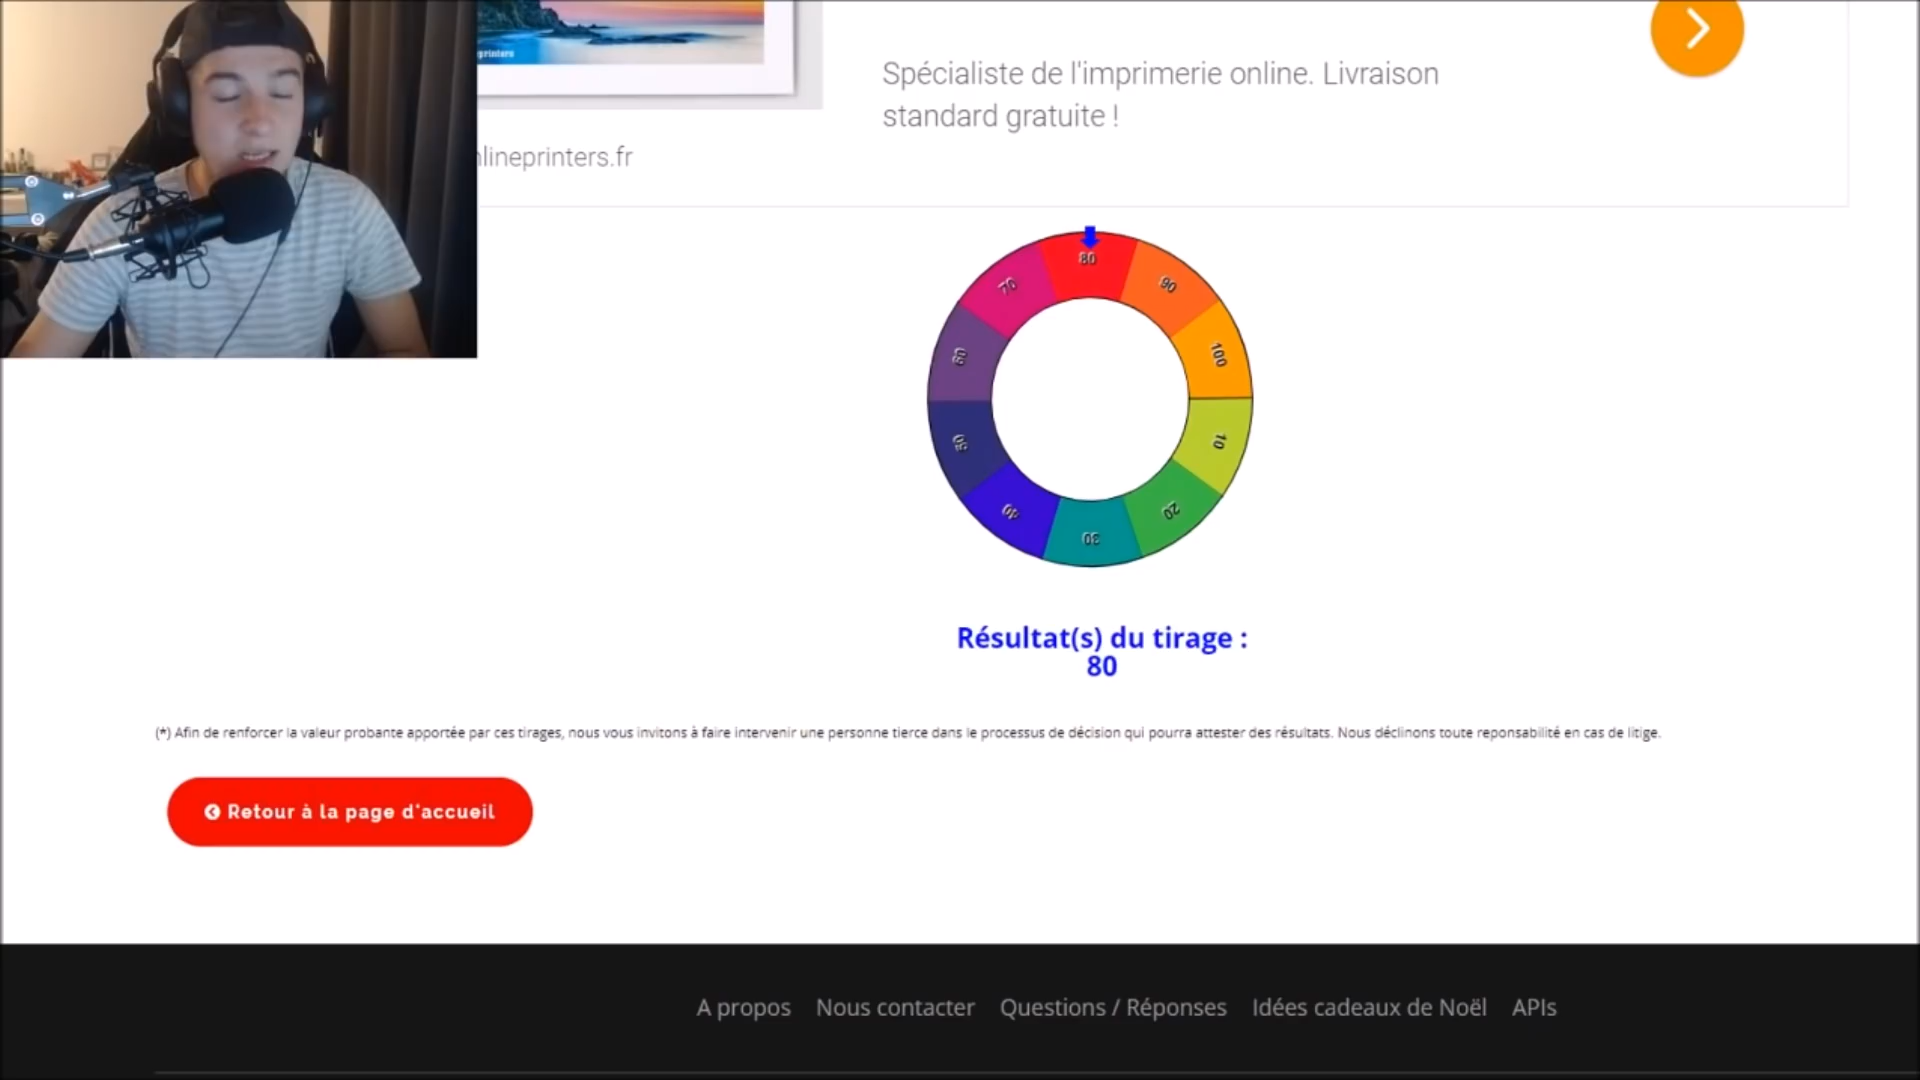 printers
Spécialiste de l'imprimerie online. Livraison
standard gratuite !
nlineprinters.fr
80
90
100
10
20
30
40
50
60
70
Résultat(s) du tirage :
80
(*) Afin de renforcer la valeur probante apportée par ces tirages, nous vous invitons à faire intervenir une personne tierce dans le processus de décision qui pourra attester des résultats. Nous déclinons toute reponsabilité en cas de litige.
Retour à la page d'accueil
A propos Nous contacter Questions / Réponses Idées cadeaux de Noël APIs